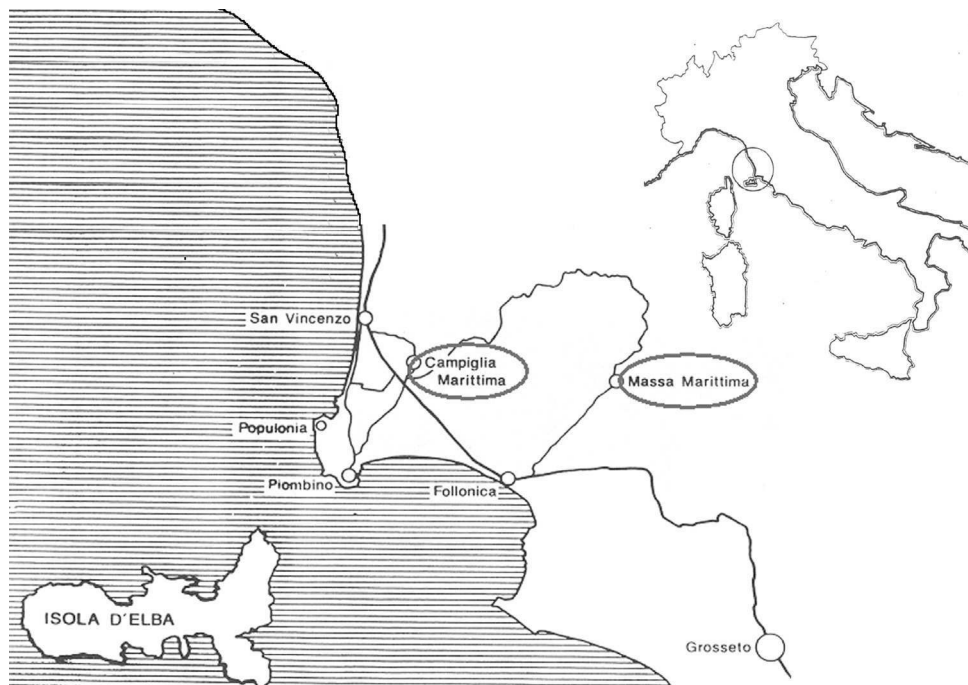 San Vincenzo
Campiglia
Marittima
Massa Marittima
Populonia
Piombino
Follonica
ISOLA D'ELBA
Grosseto